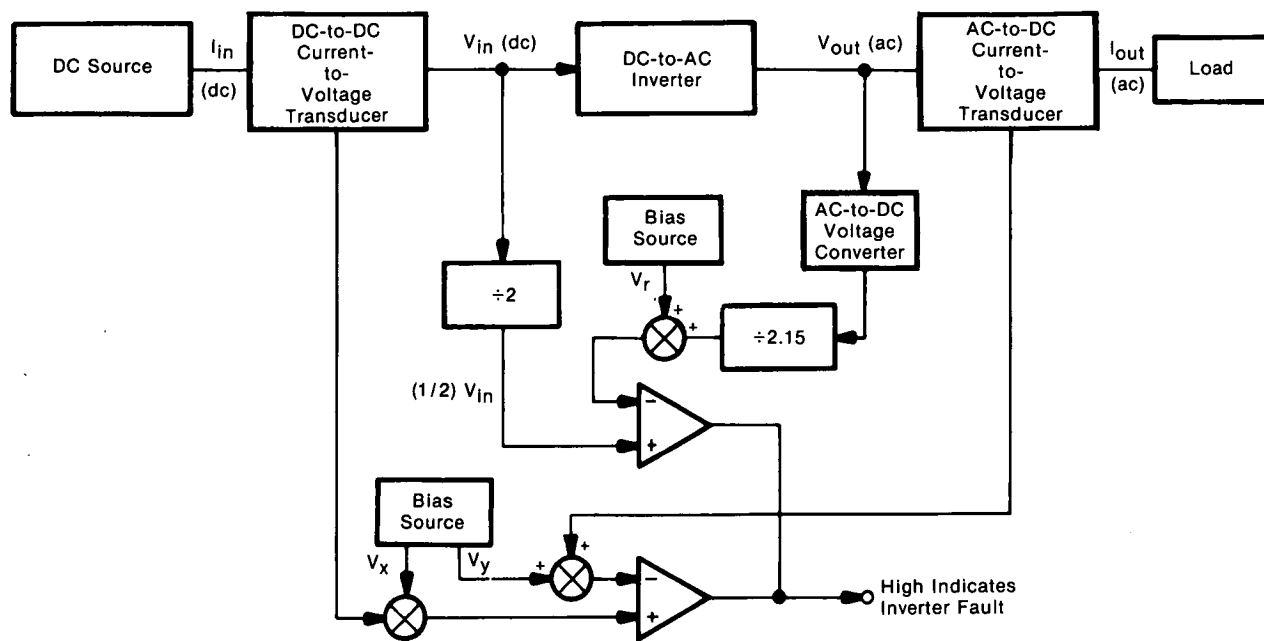 DC Source
I_in
(dc)
DC-to-DC
Current-
to-
Voltage
Transducer
V_in (dc)
DC-to-AC
Inverter
V_out (ac)
AC-to-DC
Current-
to-
Voltage
Transducer
I_out
(ac)
Load
Bias
Source
AC-to-DC
Voltage
Converter
V_r
÷2
+
+
÷2.15
(1/2) V_in
−
+
Bias
Source
V_x
V_y
+
+
−
+
High Indicates
Inverter Fault